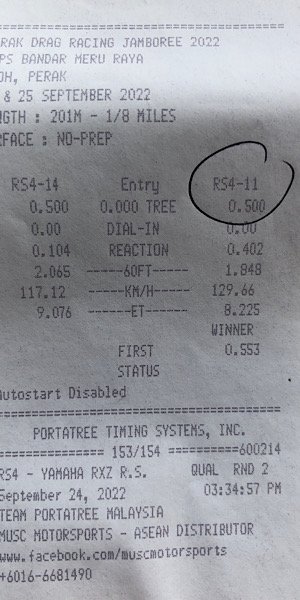 RAK DRAG RACING JAMBOREE 2022
PS BANDAR MERU RAYA
OH, PERAK
& 25 SEPTEMBER 2022
NGTH : 201M - 1/8 MILES
RFACE : NO-PREP
RS4-14 Entry RS4-11
0.500 0.000 TREE 0.500
0.00 DIAL-IN 0.00
0.104 REACTION 0.402
2.065 -----60FT----- 1.848
117.12 -----KM/H----- 129.66
9.076 ------ET------ 8.225
WINNER
FIRST 0.553
STATUS
Autostart Disabled
PORTATREE TIMING SYSTEMS, INC.
============= 153/154 ==========600214
RS4 - YAMAHA RXZ R.S. QUAL RND 2
September 24, 2022 03:34:57 PM
TEAM PORTATREE MALAYSIA
MUSC MOTORSPORTS - ASEAN DISTRIBUTOR
www.facebook.com/muscmotorsports
+6016-6681490